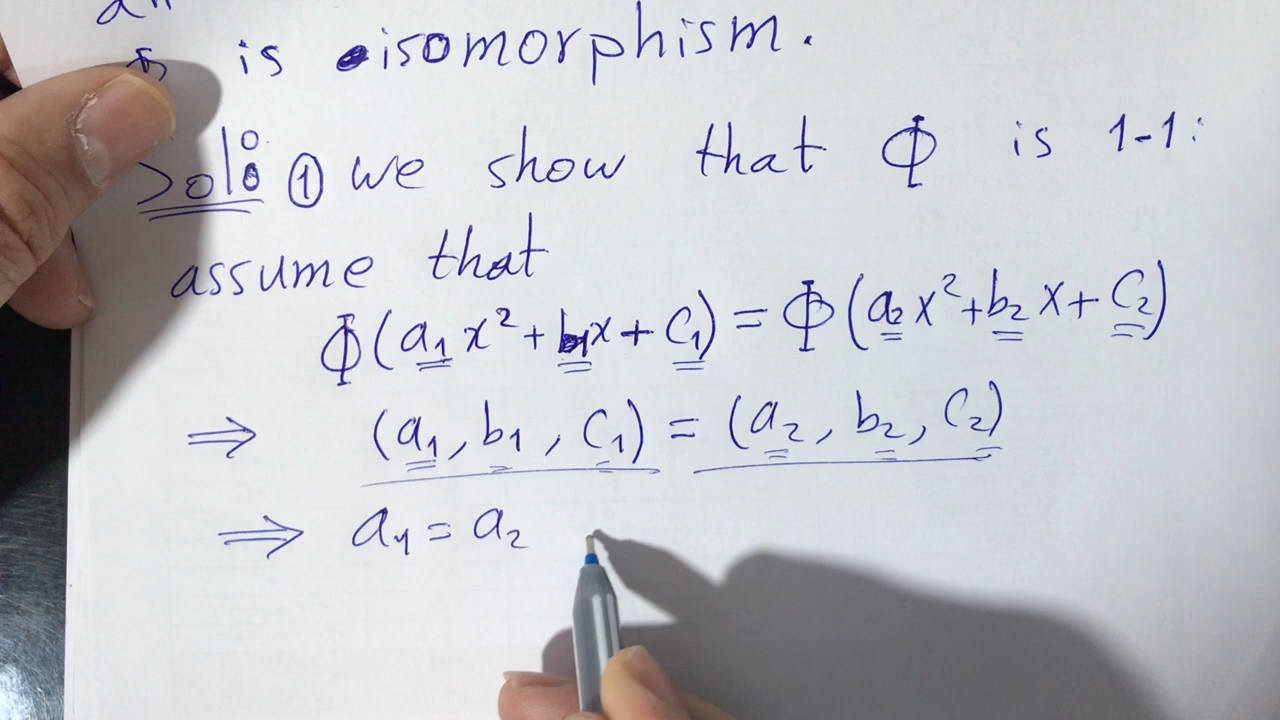 is isomorphism.
Sol: ① we show that Φ is 1-1:
assume that
Φ(a₁x²+b₁x+c₁)=Φ(a₂x²+b₂x+c₂)
⇒ (a₁,b₁,c₁)=(a₂,b₂,c₂)
⇒ a₁=a₂